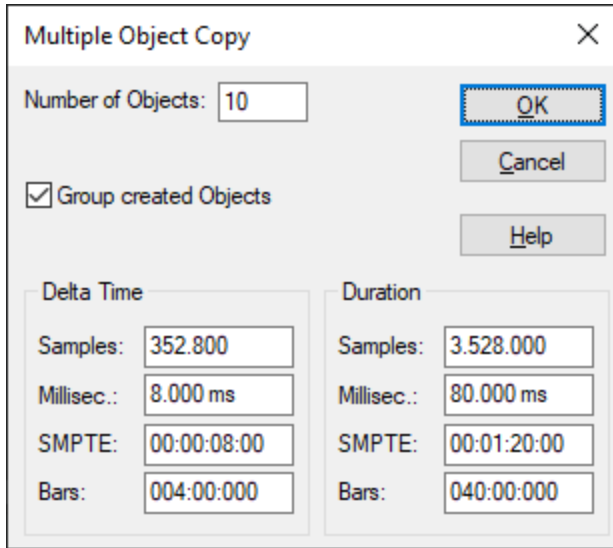 Multiple Object Copy
Number of Objects: 10
OK
Cancel
Group created Objects
Help
Delta Time
Samples: 352.800
Millisec.: 8.000 ms
SMPTE: 00:00:08:00
Bars: 004:00:000
Duration
Samples: 3.528.000
Millisec.: 80.000 ms
SMPTE: 00:01:20:00
Bars: 040:00:000